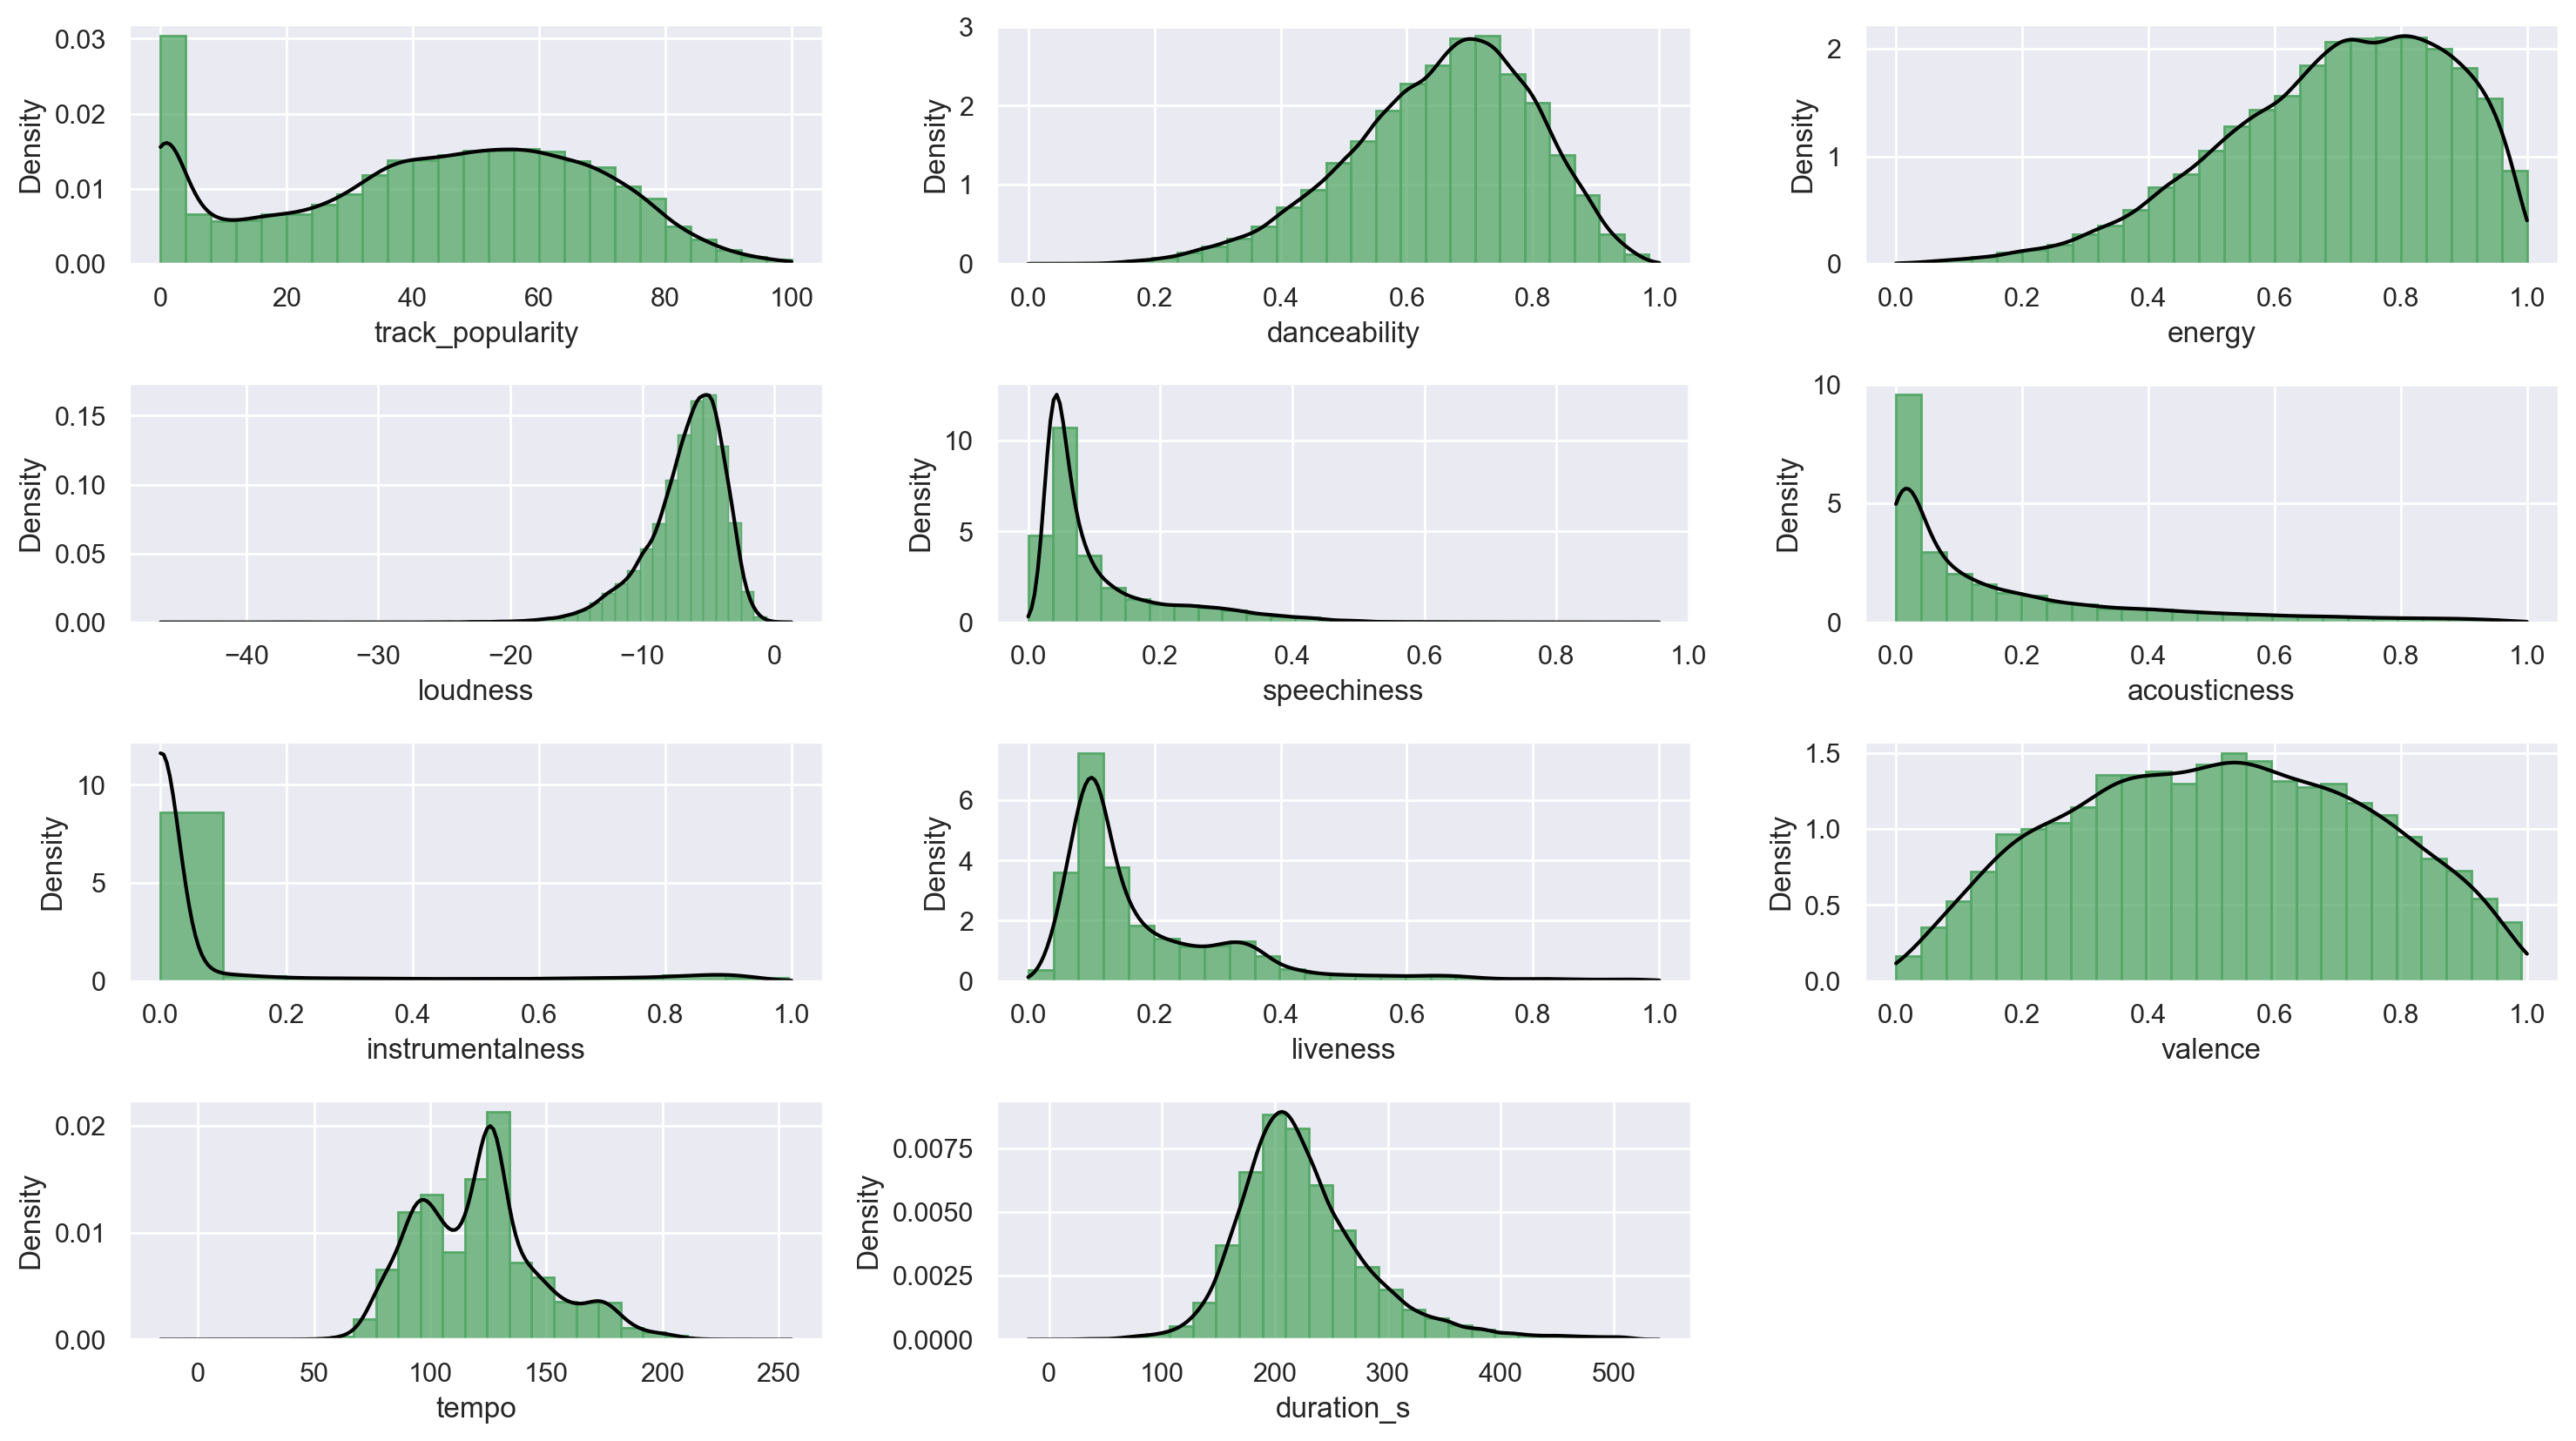 Density
0.03
0.02
0.01
0.00
0 20 40 60 80 100
track_popularity
Density
3
2
1
0
0.0 0.2 0.4 0.6 0.8 1.0
danceability
Density
2
1
0
0.0 0.2 0.4 0.6 0.8 1.0
energy
Density
0.15
0.10
0.05
0.00
−40 −30 −20 −10 0
loudness
Density
10
5
0
0.0 0.2 0.4 0.6 0.8 1.0
speechiness
Density
10
5
0
0.0 0.2 0.4 0.6 0.8 1.0
acousticness
Density
10
5
0
0.0 0.2 0.4 0.6 0.8 1.0
instrumentalness
Density
6
4
2
0
0.0 0.2 0.4 0.6 0.8 1.0
liveness
Density
1.5
1.0
0.5
0.0
0.0 0.2 0.4 0.6 0.8 1.0
valence
Density
0.02
0.01
0.00
0 50 100 150 200 250
tempo
Density
0.0075
0.0050
0.0025
0.0000
0 100 200 300 400 500
duration_s